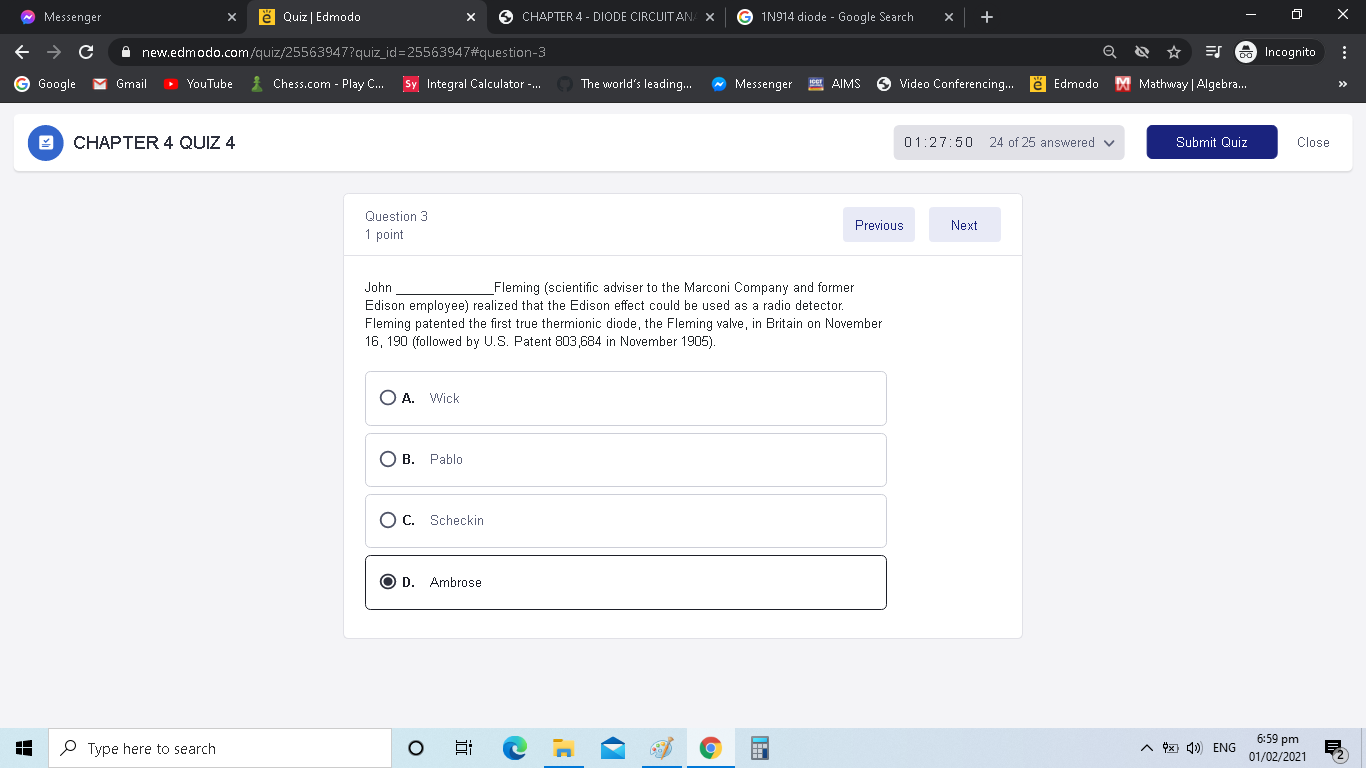 Messenger
Quiz | Edmodo
CHAPTER 4 - DIODE CIRCUIT ANA
1N914 diode - Google Search
new.edmodo.com/quiz/25563947?quiz_id=25563947#question-3
Incognito
Google
Gmail
YouTube
Chess.com - Play C...
Sy
Integral Calculator -...
The world's leading...
Messenger
AIMS
Video Conferencing...
Edmodo
Mathway | Algebra...
CHAPTER 4 QUIZ 4
01:27:50 24 of 25 answered
Submit Quiz
Close
Question 3
1 point
Previous
Next
John _____________Fleming (scientific adviser to the Marconi Company and former
Edison employee) realized that the Edison effect could be used as a radio detector.
Fleming patented the first true thermionic diode, the Fleming valve, in Britain on November
16, 190 (followed by U.S. Patent 803,684 in November 1905).
A. Wick
B. Pablo
C. Scheckin
D. Ambrose
Type here to search
ENG
6:59 pm
01/02/2021
2